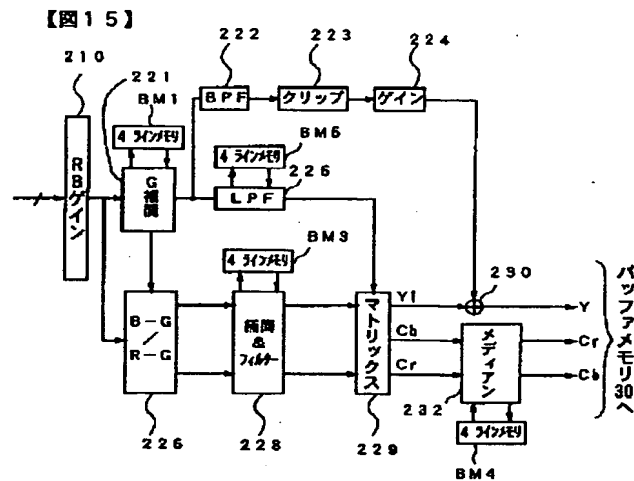 【図15】
210
221
BM1
222
223
224
BPF
クリップ
ゲイン
4 ラインメモリ
BM5
4 ラインメモリ
226
RBゲイン
G補間
LPF
BM3
4 ラインメモリ
B-G
/
R-G
補間
&
フィルター
マトリックス
Yl
Cb
Cr
230
メディアン
Y
Cr
Cb
バッファメモリ30へ
226
228
229
232
4 ラインメモリ
BM4